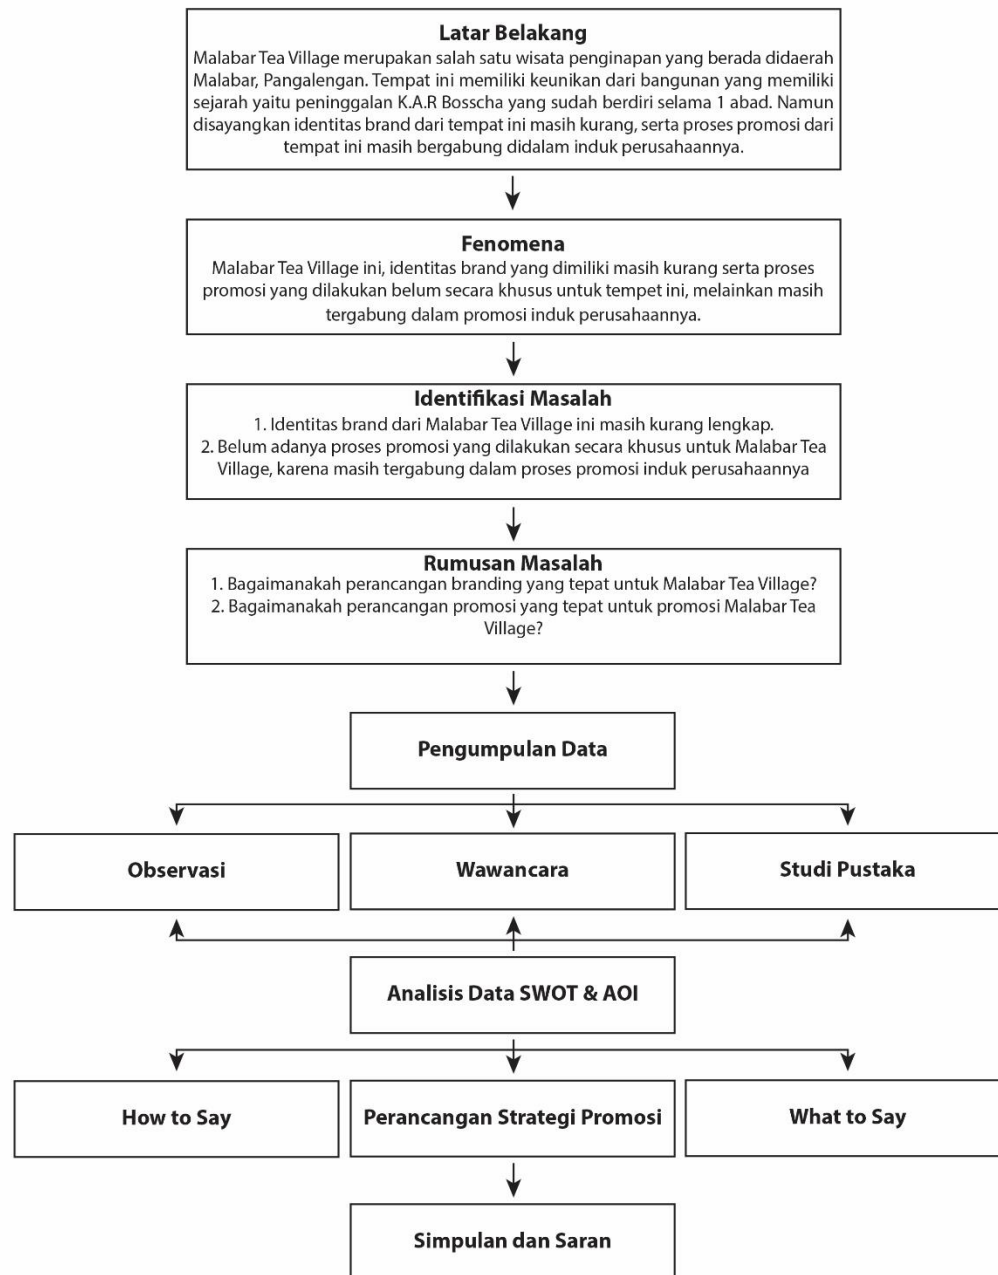 Latar Belakang
Malabar Tea Village merupakan salah satu wisata penginapan yang berada didaerah
Malabar, Pangalengan. Tempat ini memiliki keunikan dari bangunan yang memiliki
sejarah yaitu peninggalan K.A.R Bosscha yang sudah berdiri selama 1 abad. Namun
disayangkan identitas brand dari tempat ini masih kurang, serta proses promosi dari
tempat ini masih bergabung didalam induk perusahaannya.
Fenomena
Malabar Tea Village ini, identitas brand yang dimiliki masih kurang serta proses
promosi yang dilakukan belum secara khusus untuk tempet ini, melainkan masih
tergabung dalam promosi induk perusahaannya.
Identifikasi Masalah
1. Identitas brand dari Malabar Tea Village ini masih kurang lengkap.
2. Belum adanya proses promosi yang dilakukan secara khusus untuk Malabar Tea
Village, karena masih tergabung dalam proses promosi induk perusahaannya
Rumusan Masalah
1. Bagaimanakah perancangan branding yang tepat untuk Malabar Tea Village?
2. Bagaimanakah perancangan promosi yang tepat untuk promosi Malabar Tea
Village?
Pengumpulan Data
Observasi
Wawancara
Studi Pustaka
Analisis Data SWOT & AOI
How to Say
Perancangan Strategi Promosi
What to Say
Simpulan dan Saran